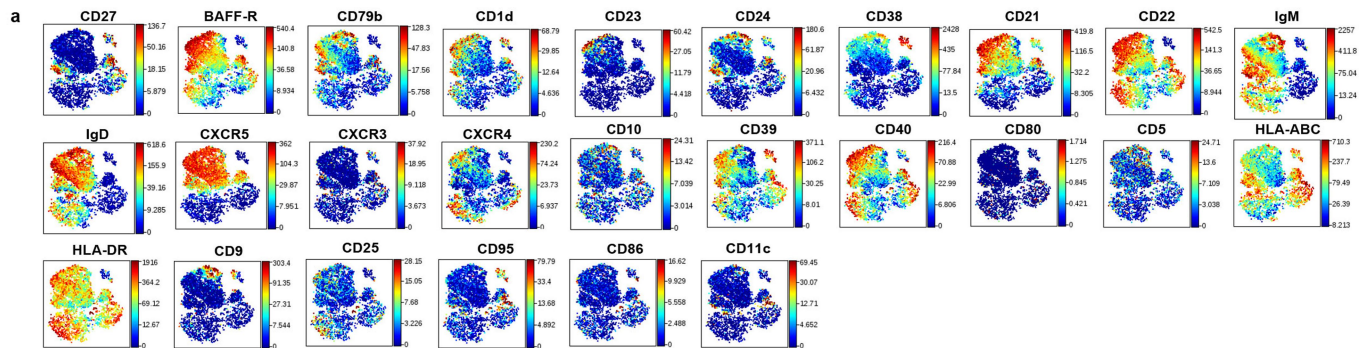 a
CD27 BAFF-R CD79b CD1d CD23 CD24 CD38 CD21 CD22 IgM
136.7 540.4 128.3 68.79 60.42 180.6 2428 419.8 542.5 2257
50.16 140.8 47.83 29.85 27.05 61.87 435 116.5 141.3 411.8
18.15 36.58 17.56 11.79 20.96 77.84 32.2 36.65 75.04
5.879 8.934 5.758 4.636 4.418 6.432 13.5 8.305 8.944 13.24
0 0 0 0 0 0 0 0 0 0
IgD CXCR5 CXCR3 CXCR4 CD10 CD39 CD40 CD80 CD5 HLA-ABC
618.6 362 37.92 230.2 24.31 371.1 216.4 1.714 24.71 710.3
155.9 104.3 18.95 74.24 13.42 106.2 70.88 1.275 13.6 237.7
39.16 29.87 9.118 23.73 7.039 30.25 22.99 0.845 7.109 79.49
9.285 7.951 3.673 6.937 3.014 8.01 6.806 0.421 3.038 26.39
0 0 0 0 0 0 0 0 0 8.213
HLA-DR CD9 CD25 CD95 CD86 CD11c
1916 303.4 28.15 79.79 16.62 69.45
364.2 91.35 15.05 33.4 9.929 30.07
69.12 27.31 7.68 13.68 5.558 12.71
12.67 7.544 3.226 4.892 2.488 4.652
0 0 0 0 0 0